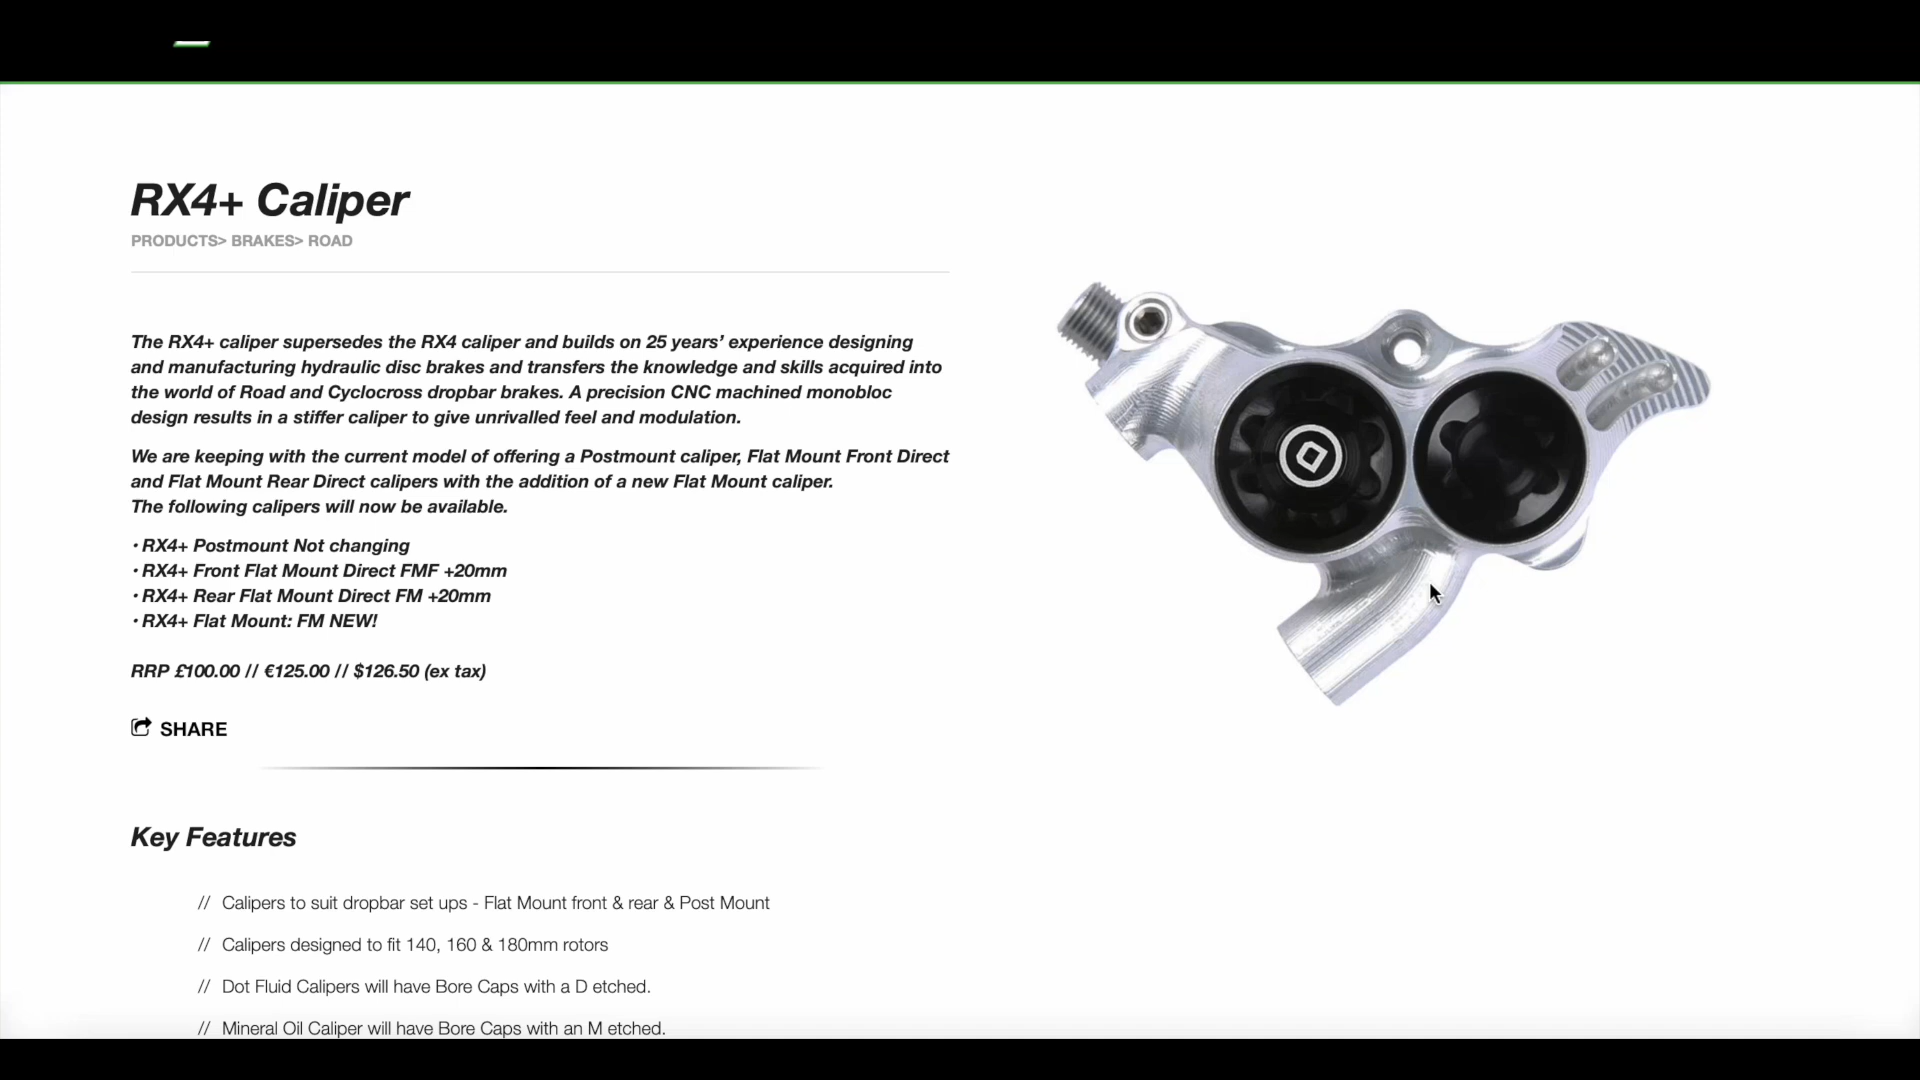 RX4+ Caliper
PRODUCTS> BRAKES> ROAD
The RX4+ caliper supersedes the RX4 caliper and builds on 25 years’ experience designing
and manufacturing hydraulic disc brakes and transfers the knowledge and skills acquired into
the world of Road and Cyclocross dropbar brakes. A precision CNC machined monobloc
design results in a stiffer caliper to give unrivalled feel and modulation.
We are keeping with the current model of offering a Postmount caliper, Flat Mount Front Direct
and Flat Mount Rear Direct calipers with the addition of a new Flat Mount caliper.
The following calipers will now be available.
• RX4+ Postmount Not changing
• RX4+ Front Flat Mount Direct FMF +20mm
• RX4+ Rear Flat Mount Direct FM +20mm
• RX4+ Flat Mount: FM NEW!
RRP £100.00 // €125.00 // $126.50 (ex tax)
SHARE
Key Features
// Calipers to suit dropbar set ups - Flat Mount front & rear & Post Mount
// Calipers designed to fit 140, 160 & 180mm rotors
// Dot Fluid Calipers will have Bore Caps with a D etched.
// Mineral Oil Caliper will have Bore Caps with an M etched.
D